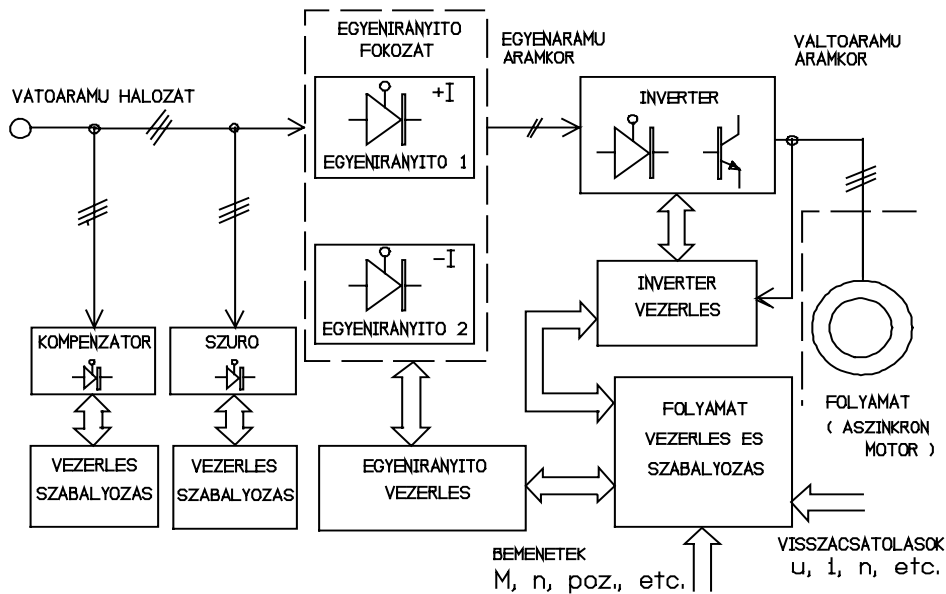 EGYENIRANYITO
FOKOZAT
EGYENARAMU
ARAMKOR
VALTOARAMU
ARAMKOR
VATOARAMU HALOZAT
+I
EGYENIRANYITO 1
INVERTER
-I
EGYENIRANYITO 2
INVERTER
VEZERLES
KOMPENZATOR
SZURO
FOLYAMAT
( ASZINKRON
MOTOR )
VEZERLES
SZABALYOZAS
VEZERLES
SZABALYOZAS
EGYENIRANYITO
VEZERLES
FOLYAMAT
VEZERLES ES
SZABALYOZAS
BEMENETEK
M, n, poz., etc.
VISSZACSATOLASOK
u, i, n, etc.